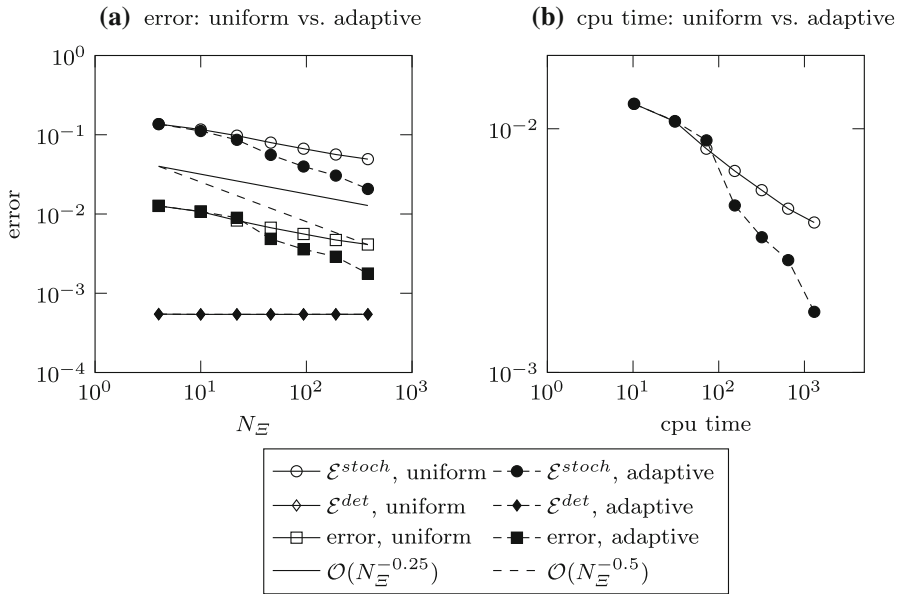 (a) error: uniform vs. adaptive
(b) cpu time: uniform vs. adaptive
10^0
10^{-1}
10^{-2}
10^{-3}
10^{-4}
error
10^0
10^1
10^2
10^3
N_Ξ
10^{-2}
10^{-3}
10^0
10^1
10^2
10^3
cpu time
ℰ^{stoch}, uniform
ℰ^{stoch}, adaptive
ℰ^{det}, uniform
ℰ^{det}, adaptive
error, uniform
error, adaptive
𝒪(N_Ξ^{-0.25})
𝒪(N_Ξ^{-0.5})